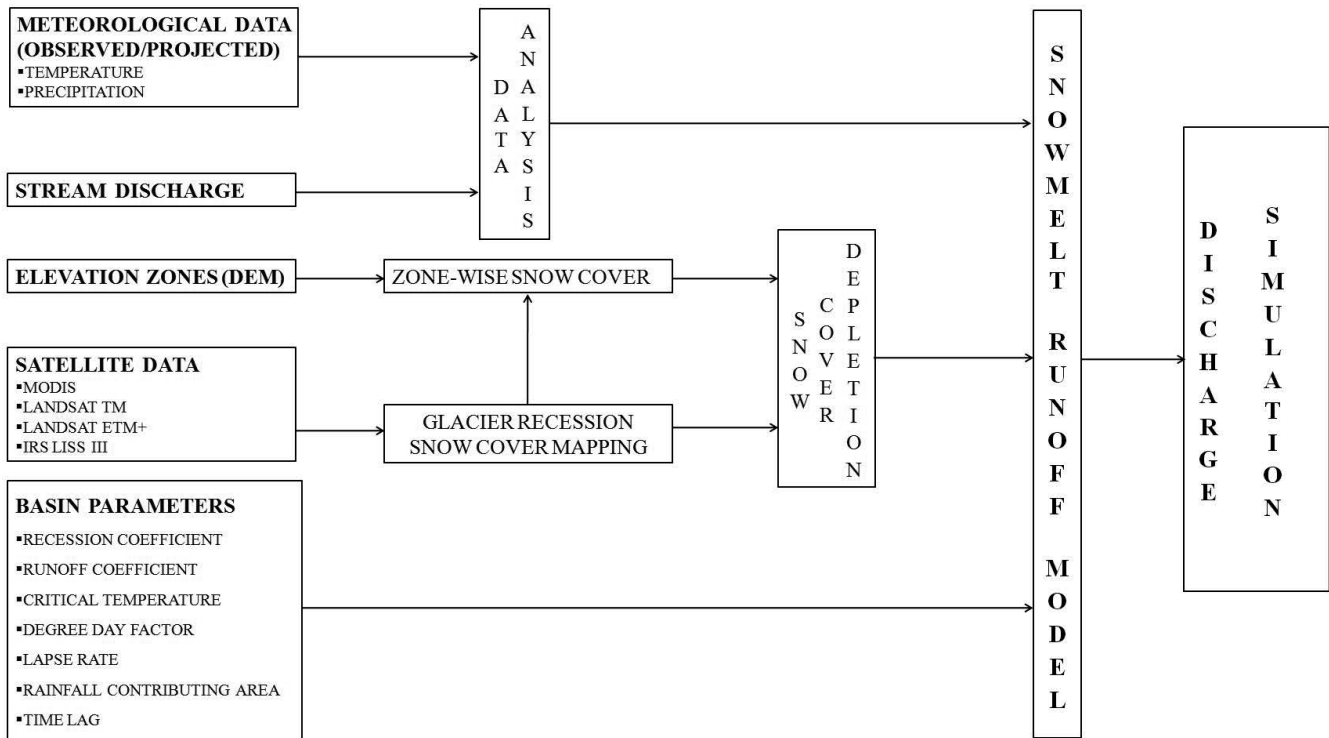 METEOROLOGICAL DATA
(OBSERVED/PROJECTED)
▪TEMPERATURE
▪PRECIPITATION
STREAM DISCHARGE
DATA
ANALYSIS
ELEVATION ZONES (DEM)
ZONE-WISE SNOW COVER
SATELLITE DATA
▪MODIS
▪LANDSAT TM
▪LANDSAT ETM+
▪IRS LISS III
GLACIER RECESSION
SNOW COVER MAPPING
SNOW
COVER
DEPLETION
BASIN PARAMETERS
▪RECESSION COEFFICIENT
▪RUNOFF COEFFICIENT
▪CRITICAL TEMPERATURE
▪DEGREE DAY FACTOR
▪LAPSE RATE
▪RAINFALL CONTRIBUTING AREA
▪TIME LAG
SNOWMELT RUNOFF MODEL
DISCHARGE
SIMULATION